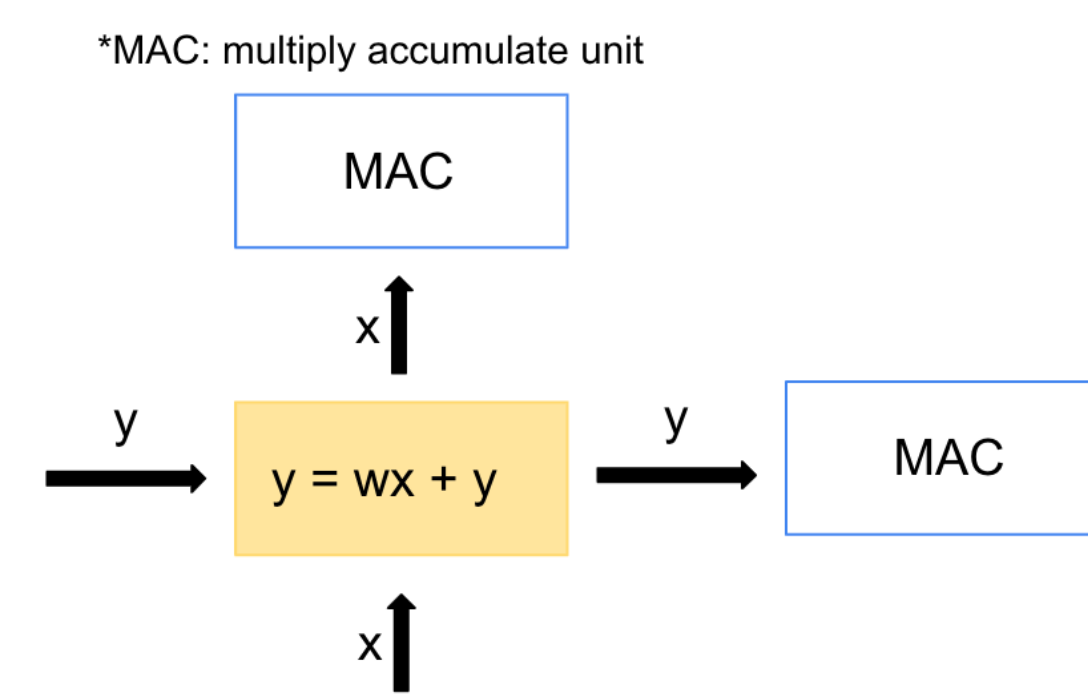 *MAC: multiply accumulate unit
MAC
x
y
y = wx + y
y
MAC
x